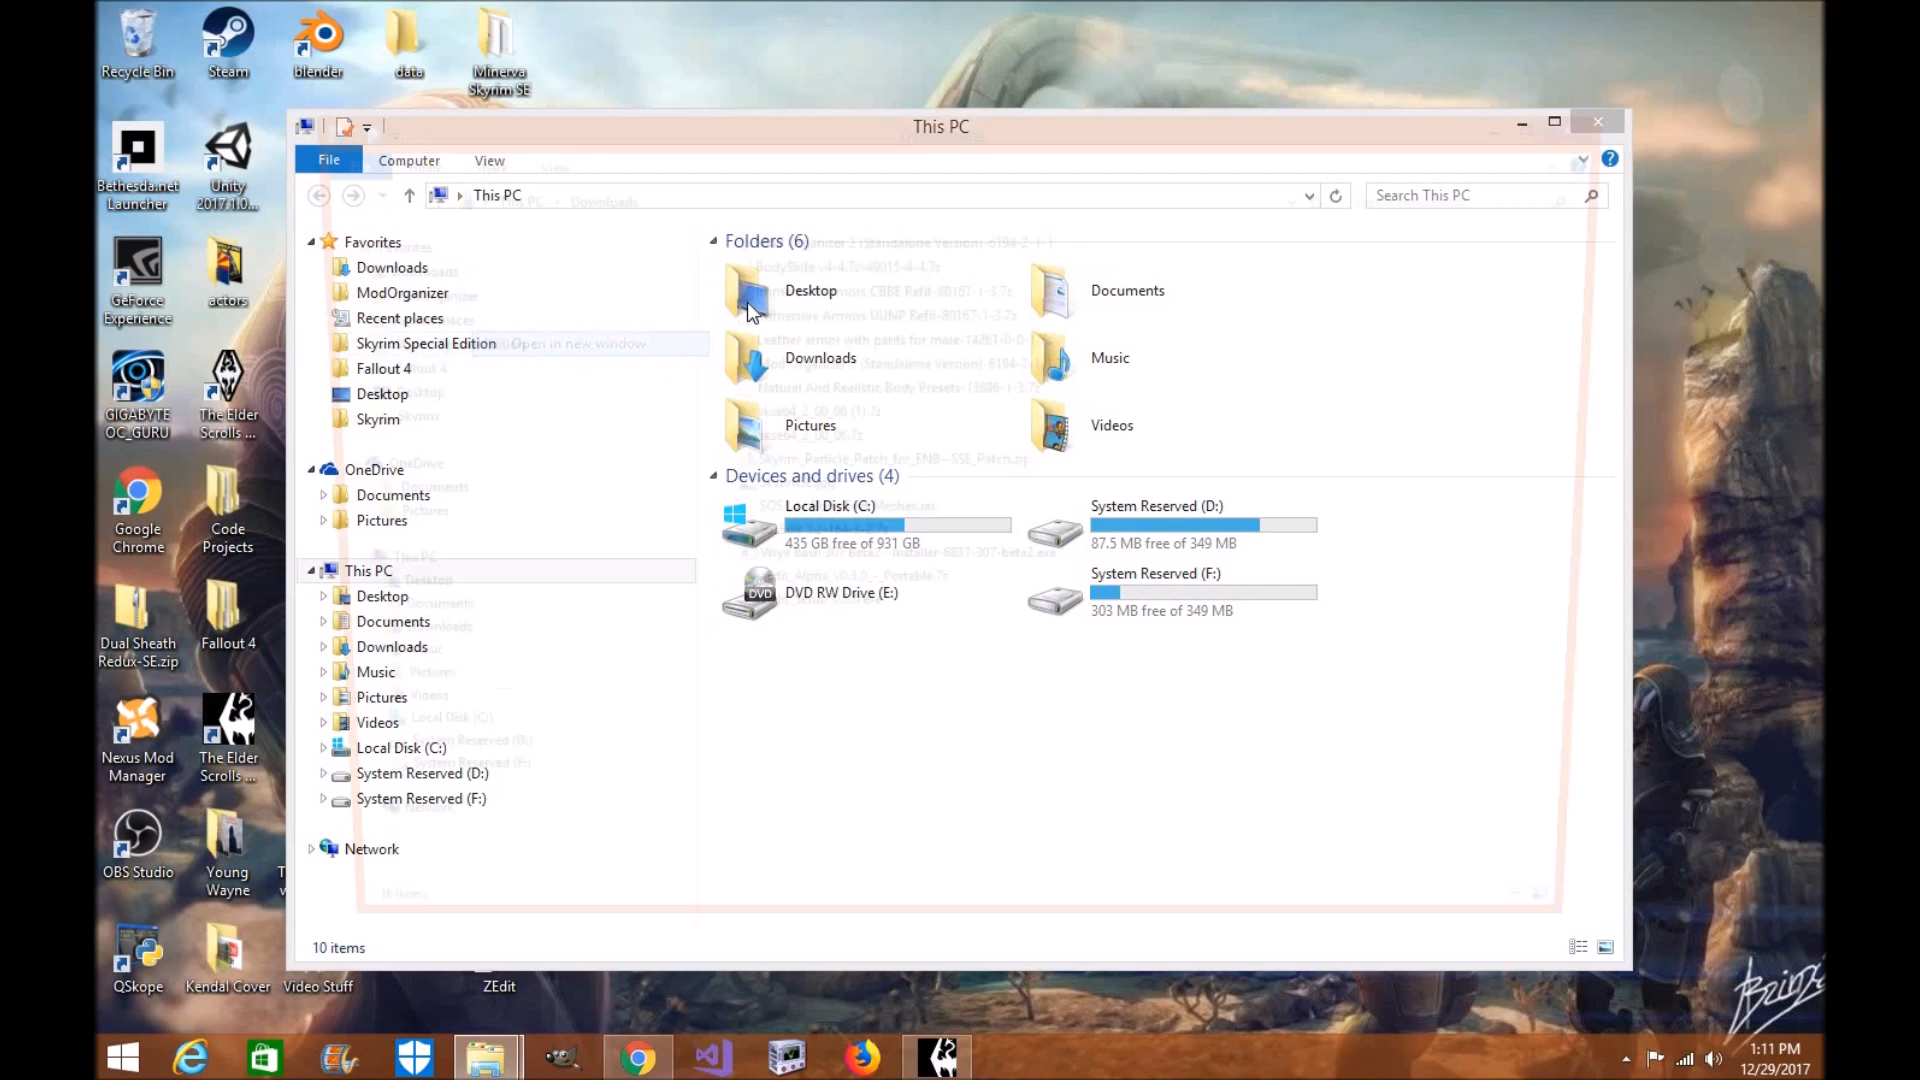 Recycle Bin
Steam
blender
data
Minerva
Skyrim SE
Bethesda.net
Launcher
Unity
2017.1.0...
GeForce
Experience
actors
GIGABYTE
OC_GURU
The Elder
Scrolls ...
Google
Chrome
Code
Projects
Dual Sheath
Redux-SE.zip
Fallout 4
Nexus Mod
Manager
The Elder
Scrolls ...
OBS Studio
Young
Wayne
QSkope
Kendal Cover
Video Stuff
ZEdit
This PC
File
Computer
View
This PC
Search This PC
Downloads
Favorites
Downloads
ModOrganizer
Recent places
Skyrim Special Edition
Open in new window
Fallout 4
Desktop
Skyrim
OneDrive
Documents
Pictures
This PC
Desktop
Documents
Downloads
Music
Pictures
Videos
Local Disk (C:)
System Reserved (D:)
System Reserved (F:)
Network
Folders (6)
Desktop
Documents
Downloads
Music
Pictures
Videos
Devices and drives (4)
Local Disk (C:)
435 GB free of 931 GB
System Reserved (D:)
87.5 MB free of 349 MB
DVD
DVD RW Drive (E:)
System Reserved (F:)
303 MB free of 349 MB
10 items
1:11 PM
12/29/2017